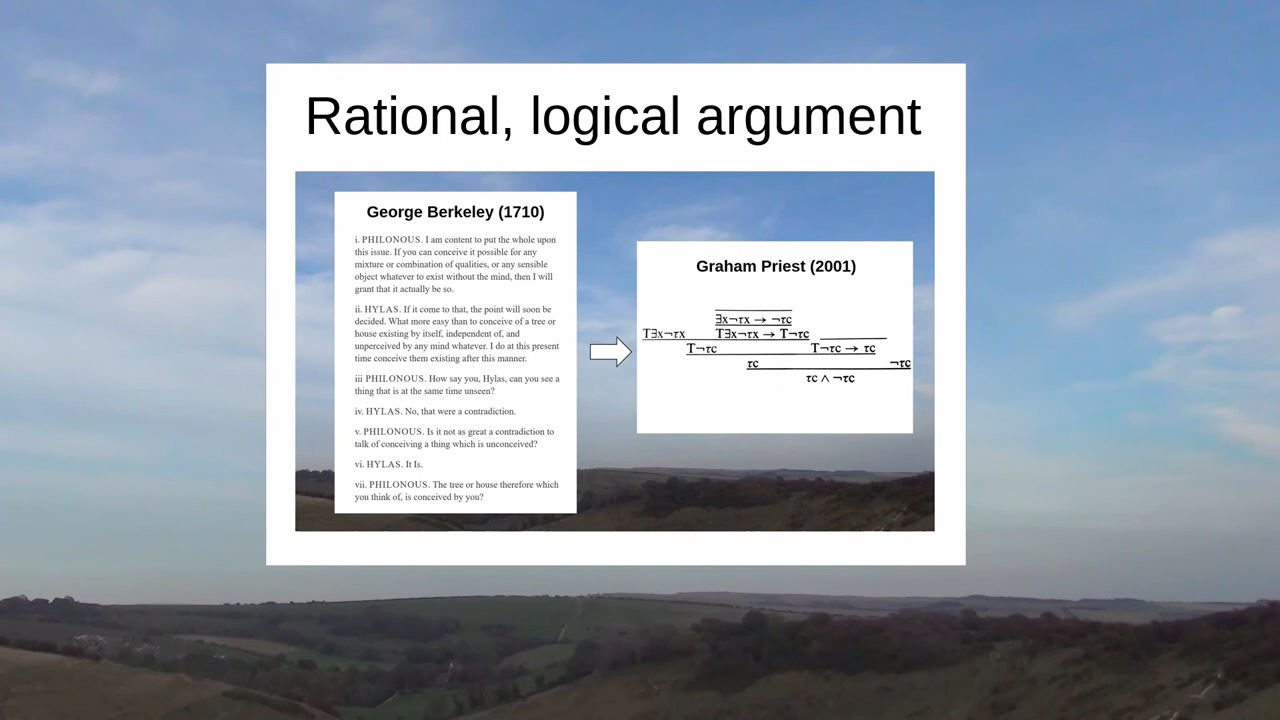 Rational, logical argument
George Berkeley (1710)
i. PHILONOUS. I am content to put the whole upon
this issue. If you can conceive it possible for any
mixture or combination of qualities, or any sensible
object whatever to exist without the mind, then I will
grant that it actually be so.
ii. HYLAS. If it come to that, the point will soon be
decided. What more easy than to conceive of a tree or
house existing by itself, independent of, and
unperceived by any mind whatever. I do at this present
time conceive them existing after this manner.
iii PHILONOUS. How say you, Hylas, can you see a
thing that is at the same time unseen?
iv. HYLAS. No, that were a contradiction.
v. PHILONOUS. Is it not as great a contradiction to
talk of conceiving a thing which is unconceived?
vi. HYLAS. It Is.
vii. PHILONOUS. The tree or house therefore which
you think of, is conceived by you?
Graham Priest (2001)
∃x¬τx → ¬τc
T∃x¬τx T∃x¬τx → T¬τc
T¬τc T¬τc → τc
τc ¬τc
τc ∧ ¬τc